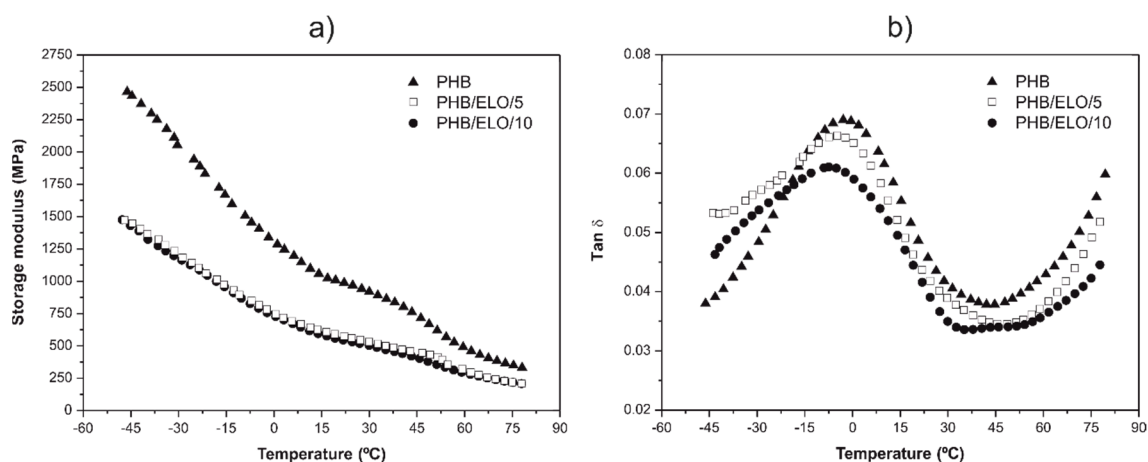 a)
2750
2500
2250
2000
1750
1500
1250
1000
750
500
250
0
Storage modulus (MPa)
PHB
PHB/ELO/5
PHB/ELO/10
-60 -45 -30 -15 0 15 30 45 60 75 90
Temperature (ºC)
b)
0.08
0.07
0.06
0.05
0.04
0.03
0.02
Tan δ
PHB
PHB/ELO/5
PHB/ELO/10
-60 -45 -30 -15 0 15 30 45 60 75 90
Temperature (ºC)